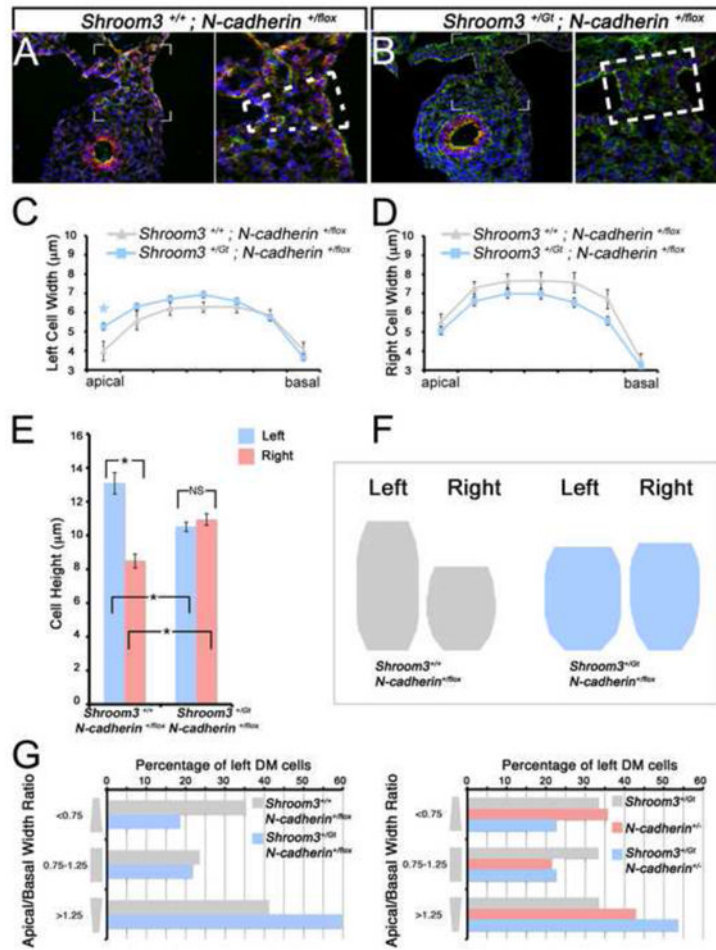 Shroom3 +/+ ; N-cadherin +/flox
Shroom3 +/Gt ; N-cadherin +/flox
A
B
C
Shroom3 +/+ ; N-cadherin +/flox
Shroom3 +/Gt ; N-cadherin +/flox
Left Cell Width (μm)
8
7
6
5
4
3
apical
basal
D
Shroom3 +/+ ; N-cadherin +/flox
Shroom3 +/Gt ; N-cadherin +/flox
Right Cell Width (μm)
9
8
7
6
5
4
3
apical
basal
E
Left
Right
Cell Height (μm)
16
14
12
10
8
6
4
2
0
*
NS
*
*
Shroom3 +/+
N-cadherin +/flox
Shroom3 +/Gt
N-cadherin +/flox
F
Left
Right
Left
Right
Shroom3+/+
N-cadherin+/flox
Shroom3+/Gt
N-cadherin+/flox
G
Percentage of left DM cells
0 10 20 30 40 50 60
Apical/Basal Width Ratio
<0.75
0.75-1.25
>1.25
Shroom3+/+
N-cadherin+/flox
Shroom3+/Gt
N-cadherin+/flox
Percentage of left DM cells
0 10 20 30 40 50 60
Apical/Basal Width Ratio
<0.75
0.75-1.25
>1.25
Shroom3+/Gt
N-cadherin+/-
Shroom3+/Gt
N-cadherin+/-